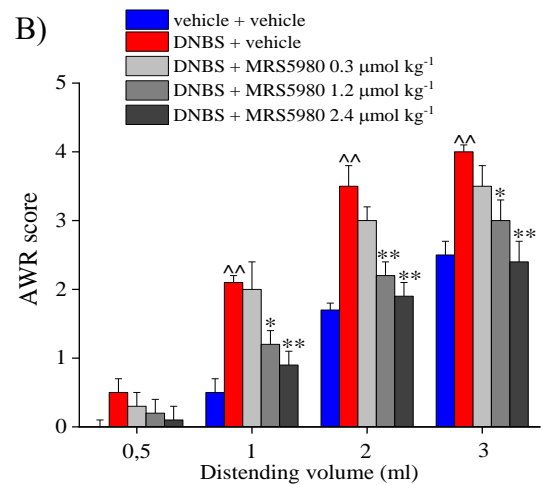 B)
vehicle + vehicle
DNBS + vehicle
DNBS + MRS5980 0.3 μmol kg⁻¹
DNBS + MRS5980 1.2 μmol kg⁻¹
DNBS + MRS5980 2.4 μmol kg⁻¹
5
4
3
2
1
0
AWR score
^^
*
**
^^
**
**
^^
*
**
0,5 1 2 3
Distending volume (ml)